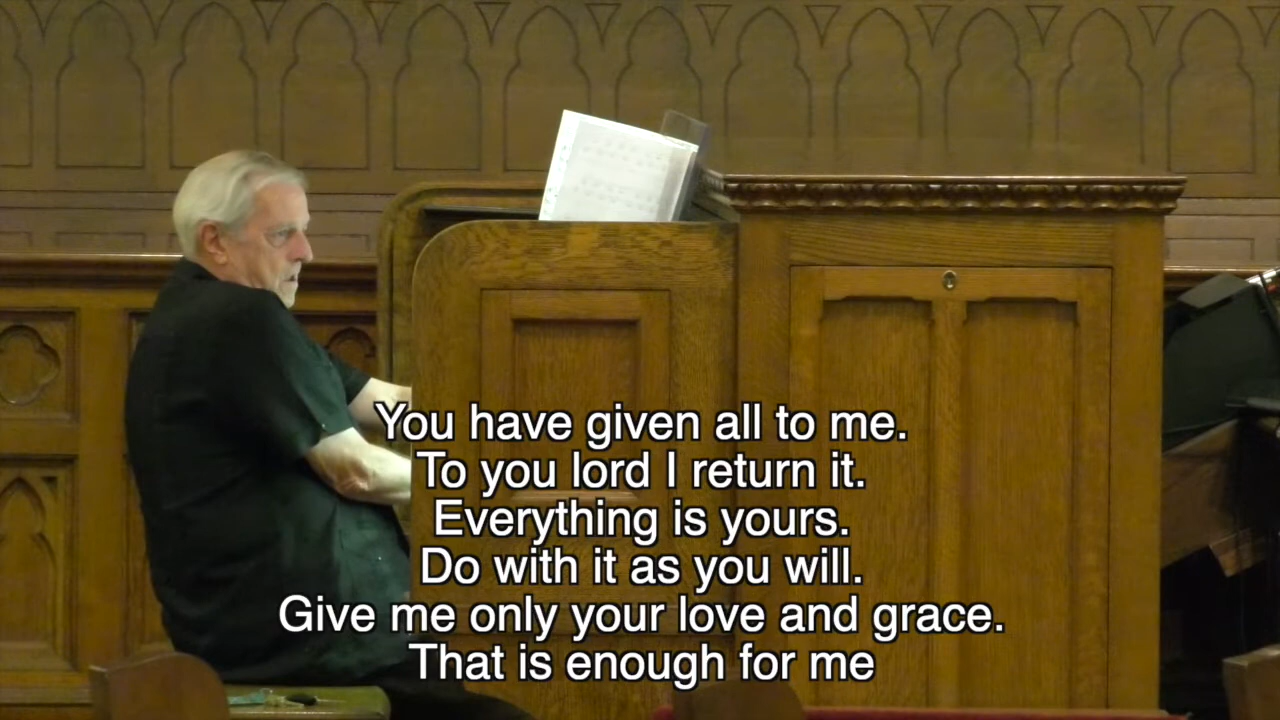 You have given all to me.
To you lord I return it.
Everything is yours.
Do with it as you will.
Give me only your love and grace.
That is enough for me